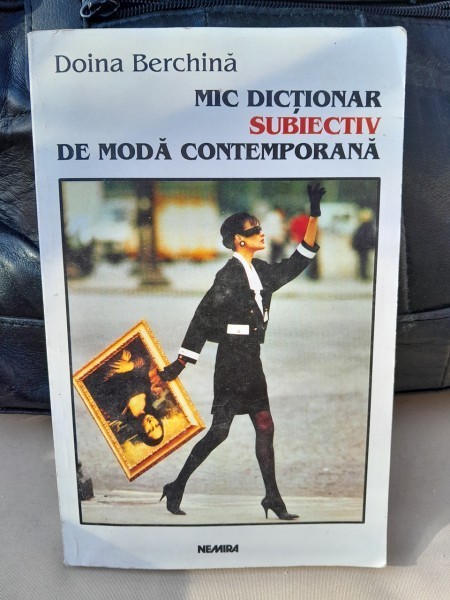 Doina Berchină
MIC DICȚIONAR
SUBIECTIV
DE MODĂ CONTEMPORANĂ
NEMIRA